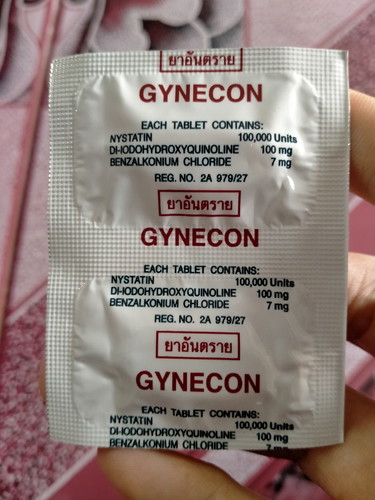 ยาอันตราย
GYNECON
EACH TABLET CONTAINS:
NYSTATIN 100,000 Units
DI-IODOHYDROXYQUINOLINE 100 mg
BENZALKONIUM CHLORIDE 7 mg
REG. NO. 2A 979/27
ยาอันตราย
GYNECON
EACH TABLET CONTAINS:
NYSTATIN 100,000 Units
DI-IODOHYDROXYQUINOLINE 100 mg
BENZALKONIUM CHLORIDE 7 mg
REG. NO. 2A 979/27
ยาอันตราย
GYNECON
EACH TABLET CONTAINS:
NYSTATIN 100,000 Units
DI-IODOHYDROXYQUINOLINE 100 mg
BENZALKONIUM CHLORIDE 7 mg